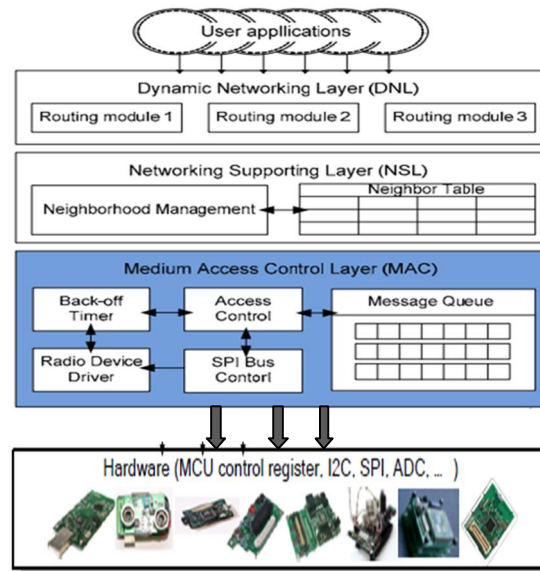 User appllications
Dynamic Networking Layer (DNL)
Routing module 1
Routing module 2
Routing module 3
Networking Supporting Layer (NSL)
Neighborhood Management
Neighbor Table
Medium Access Control Layer (MAC)
Back-off
Timer
Access
Control
Message Queue
Radio Device
Driver
SPI Bus
Contorl
Hardware (MCU control register, I2C, SPI, ADC, ... )